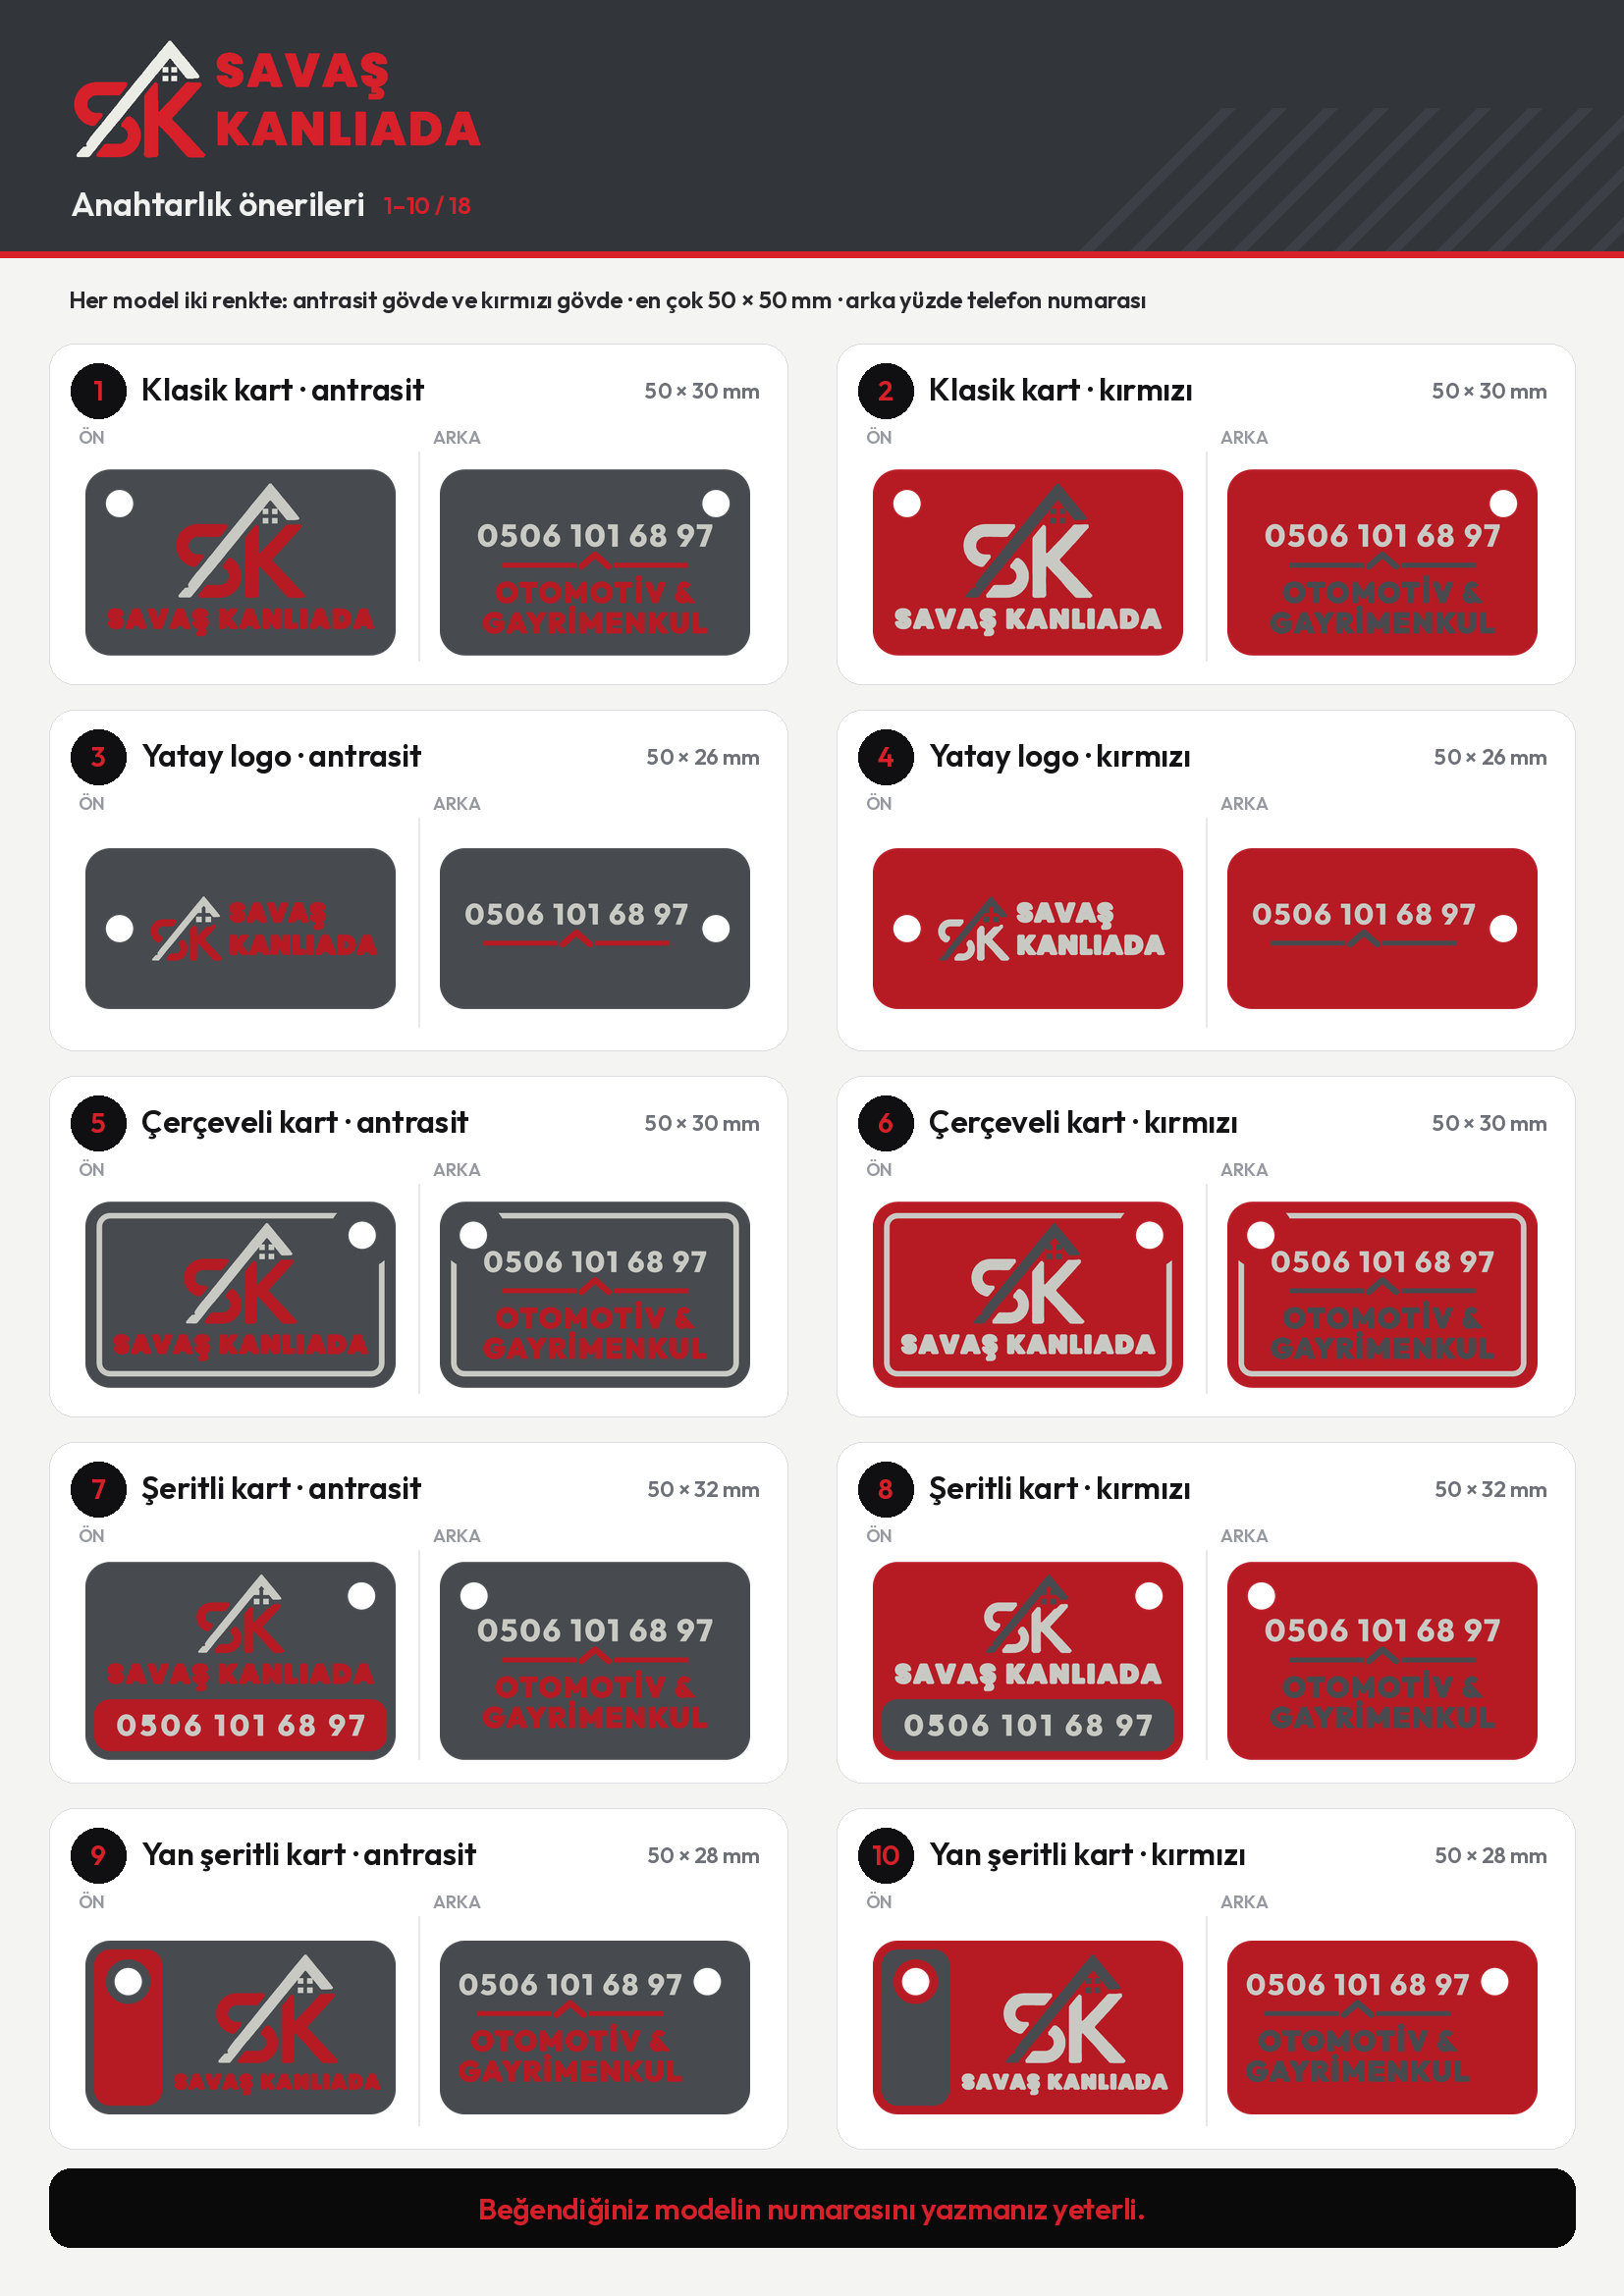 SK SAVAŞ
KANLIADA
Anahtarlık önerileri 1–10 / 18
Her model iki renkte: antrasit gövde ve kırmızı gövde · en çok 50 × 50 mm · arka yüzde telefon numarası
1 Klasik kart · antrasit 50 × 30 mm
ÖN ARKA
SK
SAVAŞ KANLIADA
0506 101 68 97
OTOMOTİV &
GAYRİMENKUL
2 Klasik kart · kırmızı 50 × 30 mm
ÖN ARKA
SK
SAVAŞ KANLIADA
0506 101 68 97
OTOMOTİV &
GAYRİMENKUL
3 Yatay logo · antrasit 50 × 26 mm
ÖN ARKA
SK SAVAŞ
KANLIADA
0506 101 68 97
4 Yatay logo · kırmızı 50 × 26 mm
ÖN ARKA
SK SAVAŞ
KANLIADA
0506 101 68 97
5 Çerçeveli kart · antrasit 50 × 30 mm
ÖN ARKA
SK
SAVAŞ KANLIADA
0506 101 68 97
OTOMOTİV &
GAYRİMENKUL
6 Çerçeveli kart · kırmızı 50 × 30 mm
ÖN ARKA
SK
SAVAŞ KANLIADA
0506 101 68 97
OTOMOTİV &
GAYRİMENKUL
7 Şeritli kart · antrasit 50 × 32 mm
ÖN ARKA
SK
SAVAŞ KANLIADA
0506 101 68 97
0506 101 68 97
OTOMOTİV &
GAYRİMENKUL
8 Şeritli kart · kırmızı 50 × 32 mm
ÖN ARKA
SK
SAVAŞ KANLIADA
0506 101 68 97
0506 101 68 97
OTOMOTİV &
GAYRİMENKUL
9 Yan şeritli kart · antrasit 50 × 28 mm
ÖN ARKA
SK
SAVAŞ KANLIADA
0506 101 68 97
OTOMOTİV &
GAYRİMENKUL
10 Yan şeritli kart · kırmızı 50 × 28 mm
ÖN ARKA
SK
SAVAŞ KANLIADA
0506 101 68 97
OTOMOTİV &
GAYRİMENKUL
Beğendiğiniz modelin numarasını yazmanız yeterli.